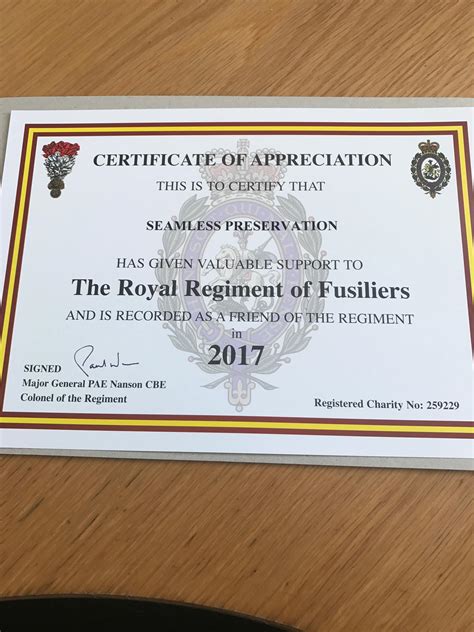 CERTIFICATE OF APPRECIATION
THIS IS TO CERTIFY THAT
SEAMLESS PRESERVATION
HAS GIVEN VALUABLE SUPPORT TO
The Royal Regiment of Fusiliers
AND IS RECORDED AS A FRIEND OF THE REGIMENT
in
2017
SIGNED
Major General PAE Nanson CBE
Colonel of the Regiment
Registered Charity No: 259229